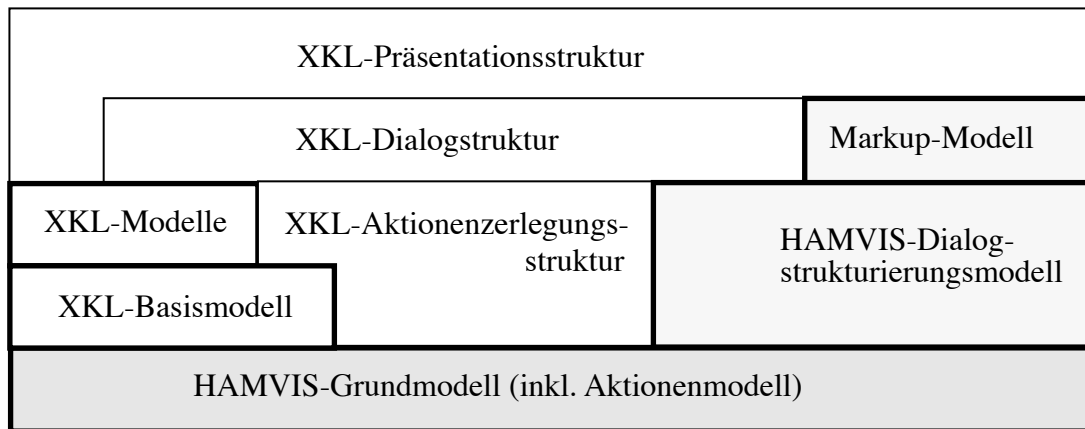 XKL-Präsentationsstruktur
XKL-Dialogstruktur
Markup-Modell
XKL-Modelle
XKL-Aktionenzerlegungs-
struktur
HAMVIS-Dialog-
strukturierungsmodell
XKL-Basismodell
HAMVIS-Grundmodell (inkl. Aktionenmodell)